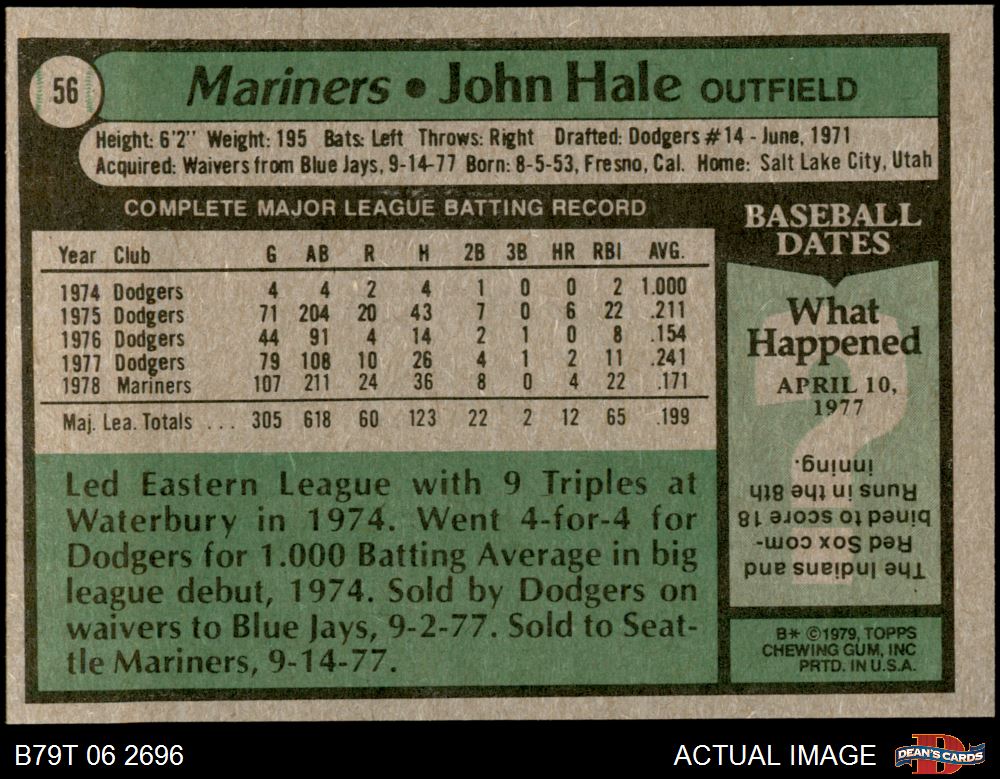 56
Mariners • John Hale OUTFIELD
Height: 6'2" Weight: 195 Bats: Left Throws: Right Drafted: Dodgers #14 - June, 1971
Acquired: Waivers from Blue Jays, 9-14-77 Born: 8-5-53, Fresno, Cal. Home: Salt Lake City, Utah
COMPLETE MAJOR LEAGUE BATTING RECORD
Year Club G AB R H 2B 3B HR RBI AVG.
1974 Dodgers 4 4 2 4 1 0 0 2 1.000
1975 Dodgers 71 204 20 43 7 0 6 22 .211
1976 Dodgers 44 91 4 14 2 1 0 8 .154
1977 Dodgers 79 108 10 26 4 1 2 11 .241
1978 Mariners 107 211 24 36 8 0 4 22 .171
Maj. Lea. Totals ... 305 618 60 123 22 2 12 65 .199
Led Eastern League with 9 Triples at
Waterbury in 1974. Went 4-for-4 for
Dodgers for 1.000 Batting Average in big
league debut, 1974. Sold by Dodgers on
waivers to Blue Jays, 9-2-77. Sold to Seat-
tle Mariners, 9-14-77.
BASEBALL
DATES
What
Happened
APRIL 10,
1977
The Indians and
Red Sox com-
bined to score 18
Runs in the 8th
inning.
B* ©1979, TOPPS
CHEWING GUM, INC
PRTD. IN U.S.A.
B79T 06 2696
ACTUAL IMAGE
DEAN'S CARDS